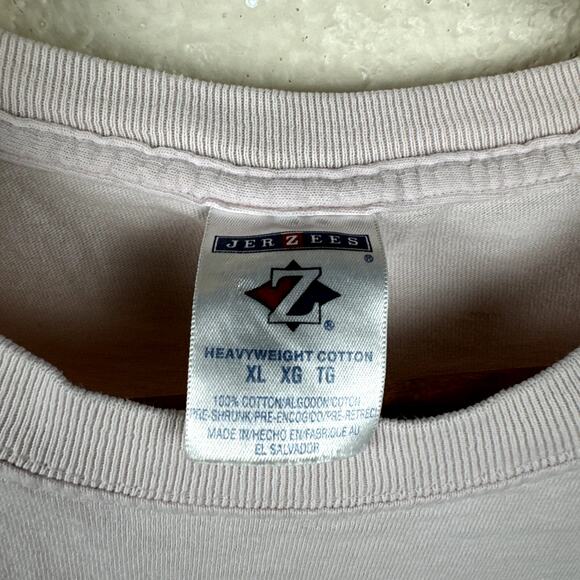 JERZEES®
Z®
HEAVYWEIGHT COTTON
XL XG TG
100% COTTON/ALGODON/COTON
PRE-SHRUNK/PRE-ENCOGICO/PRE-RETRECI
MADE IN/HECHO EN/FABRIQUE AU
EL SALVADOR